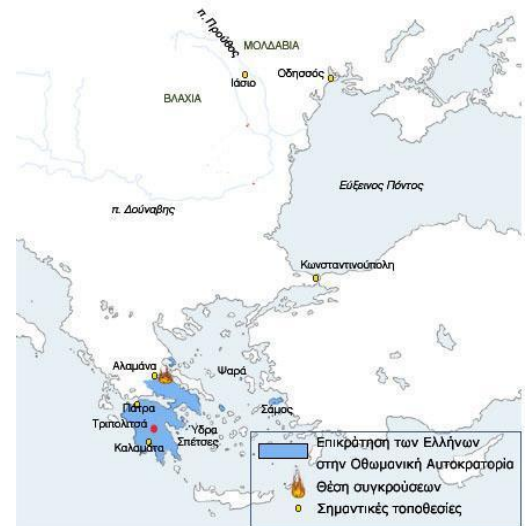 π. Προύθος
ΜΟΛΔΑΒΙΑ
Ιάσιο
Οδησσός
ΒΛΑΧΙΑ
Εύξεινος Πόντος
π. Δούναβης
Κωνσταντινούπολη
Αλαμάνα
Ψαρά
Πάτρα
Σάμος
Τριπολιτσά
Ύδρα
Σπέτσες
Καλαμάτα
Επικράτηση των Ελλήνων
στην Οθωμανική Αυτοκρατορία
Θέση συγκρούσεων
Σημαντικές τοποθεσίες